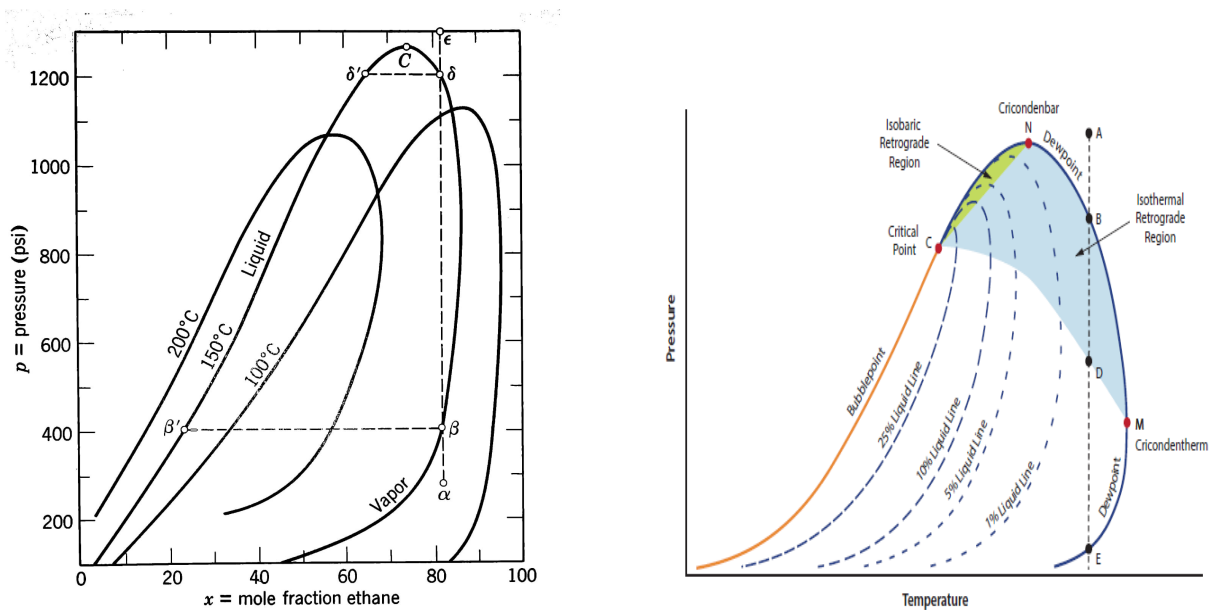 1200
1000
800
600
400
200
p = pressure (psi)
0
20
40
60
80
100
x = mole fraction ethane
ϵ
C
δ′
δ
Liquid
200°C
150°C
100°C
β′
β
Vapor
α
Cricondenbar
N
A
Isobaric
Retrograde
Region
Dewpoint
Isothermal
Retrograde
Region
B
Critical
Point
C
D
M
Cricondentherm
Bubblepoint
25% Liquid Line
10% Liquid Line
5% Liquid Line
1% Liquid Line
Dewpoint
E
Pressure
Temperature